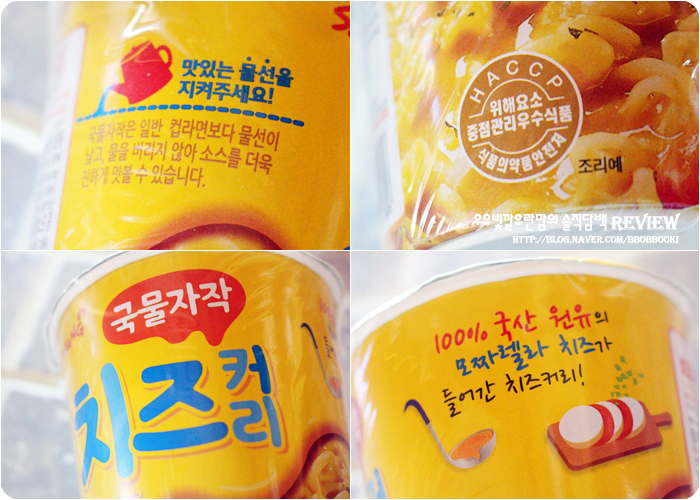 맛있는 물선을
지켜주세요!
국물자작은 일반 컵라면보다 물선이
낮고, 물을 버리지 않아 소스를 더욱
진하게 맛볼 수 있습니다.
HACCP
위해요소
중점관리우수식품
식품의약품안전처
조리예
우유빛깔유란맘의 솔직담백 REVIEW
HTTP://BLOG.NAVER.COM/BBOBBOOKI
국물자작
치즈커리
100% 국산 원유의
모짜렐라 치즈가
들어간 치즈커리!